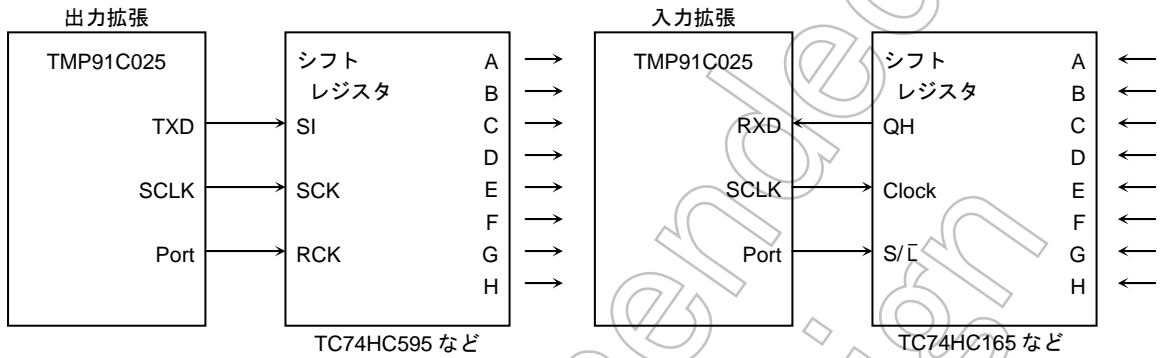 出力拡張
TMP91C025
TXD
SCLK
Port
シフト
レジスタ
SI
SCK
RCK
A
B
C
D
E
F
G
H
TC74HC595 など
入力拡張
TMP91C025
RXD
SCLK
Port
シフト
レジスタ
QH
Clock
S/L̅
A
B
C
D
E
F
G
H
TC74HC165 など